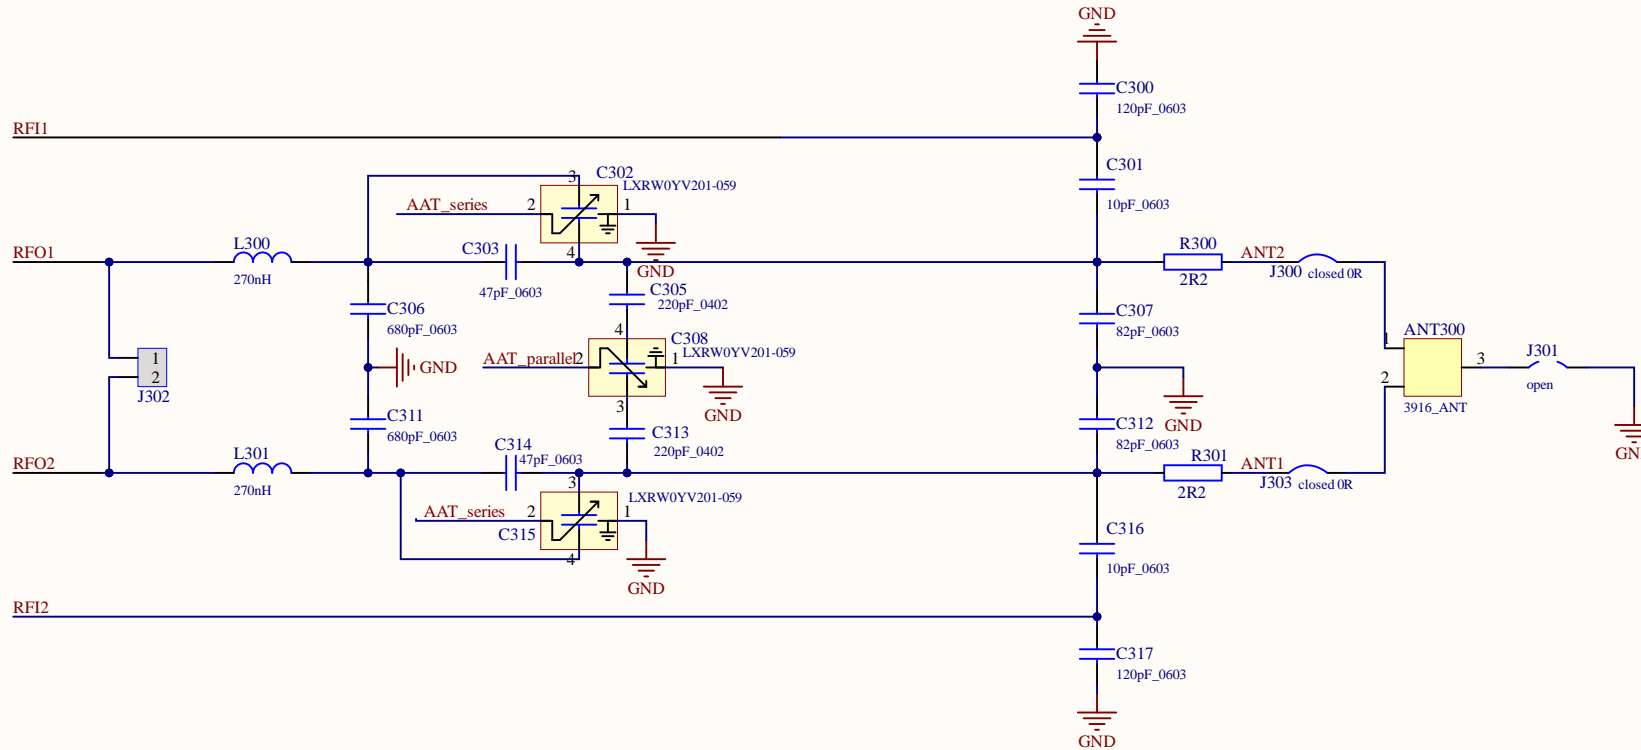 GND
C300
120pF_0603
RFI1
C301
10pF_0603
C302
LXRW0YV201-059
3
AAT_series
2
1
4
GND
RFO1
L300
270nH
C303
47pF_0603
C305
220pF_0402
R300
2R2
ANT2
J300 closed 0R
C306
680pF_0603
GND
4
C308
LXRW0YV201-059
AAT_parallel
2
1
3
GND
C307
82pF_0603
GND
ANT300
1
2
3
3916_ANT
J301
open
GN
1
2
J302
C311
680pF_0603
C313
220pF_0402
C312
82pF_0603
RFO2
L301
270nH
C314
47pF_0603
R301
2R2
ANT1
J303 closed 0R
3
LXRW0YV201-059
AAT_series
2
1
C315
4
GND
C316
10pF_0603
RFI2
C317
120pF_0603
GND